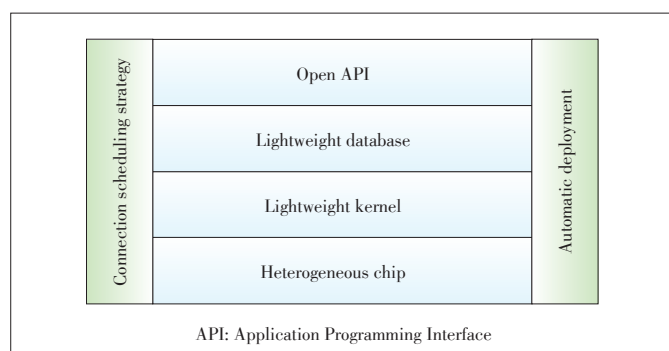 Connection scheduling strategy
Open API
Lightweight database
Lightweight kernel
Heterogeneous chip
Automatic deployment
API: Application Programming Interface